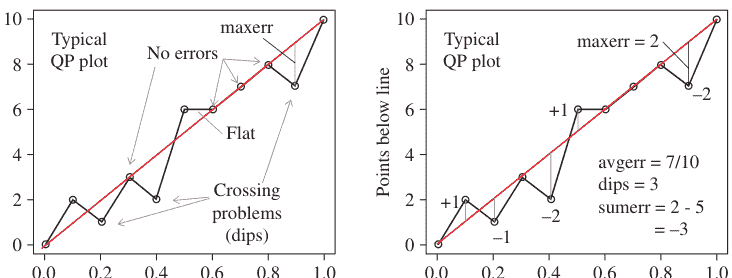 10
8
6
4
2
0
Typical
QP plot
maxerr
No errors
Flat
Crossing
problems
(dips)
0.0 0.2 0.4 0.6 0.8 1.0
Points below line
10
8
6
4
2
0
Typical
QP plot
maxerr = 2
–2
+1
+1
–1
–2
avgerr = 7/10
dips = 3
sumerr = 2 - 5
= –3
0.0 0.2 0.4 0.6 0.8 1.0